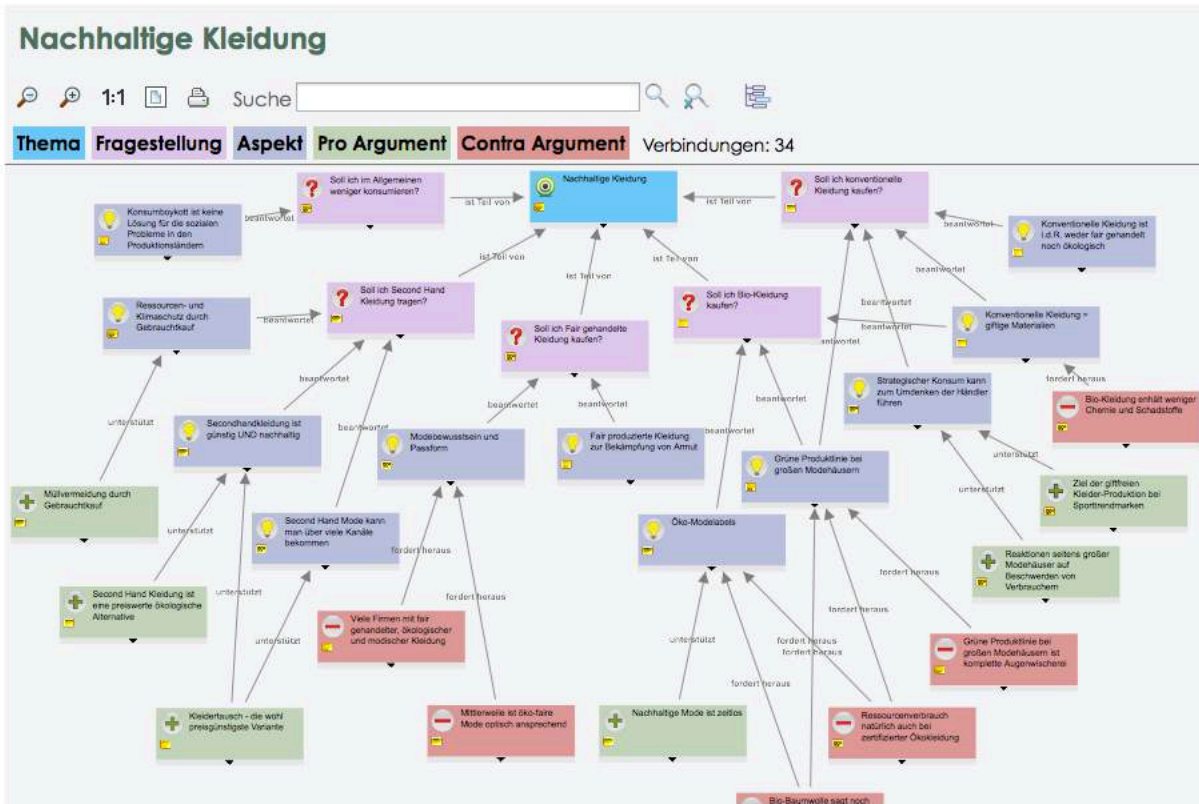 Nachhaltige Kleidung
1:1
Suche
Thema Fragestellung Aspekt Pro Argument Contra Argument Verbindungen: 34
Soll ich im Allgemeinen
weniger konsumieren?
ist Teil von
Nachhaltige Kleidung
ist Teil von
Soll ich konventionelle
Kleidung kaufen?
Konsumboykott ist keine
Lösung für die sozialen
Probleme in den
Produktionsländern
beantwortet
beantwortet
Konventionelle Kleidung ist
i.d.R. weder fair gehandelt
noch ökologisch
ist Teil von
ist Teil von
ist Teil von
beantwortet
Soll ich Second Hand
Kleidung tragen?
Soll ich Bio-Kleidung
kaufen?
Ressourcen- und
Klimaschutz durch
Gebrauchtkauf
beantwortet
Soll ich Fair gehandelte
Kleidung kaufen?
beantwortet
beantwortet
antwortet
Konventionelle Kleidung =
giftige Materialien
beantwortet
beantwortet
beantwortet
beantwortet
Strategischer Konsum kann
zum Umdenken der Händler
führen
fordert heraus
Bio-Kleidung enhält weniger
Chemie und Schadstoffe
unterstützt
Secondhandkleidung ist
günstig UND nachhaltig
beantwortet
Modebewusstsein und
Passform
Fair produzierte Kleidung
zur Bekämpfung von Armut
beantwortet
Grüne Produktlinie bei
großen Modehäusern
unterstützt
Müllvermeidung durch
Gebrauchtkauf
unterstützt
Ziel der giftfreien
Kleider-Produktion bei
Sporttrendmarken
unterstützt
Second Hand Mode kann
man über viele Kanäle
bekommen
fordert heraus
Öko-Modelabels
Reaktionen seitens großer
Modehäuser auf
Beschwerden von
Verbrauchern
fordert heraus
Second Hand Kleidung ist
eine preiswerte ökologische
Alternative
unterstützt
fordert heraus
fordert heraus
Viele Firmen mit fair
gehandelter, ökologischer
und modischer Kleidung
unterstützt
unterstützt
fordert heraus
fordert heraus
Grüne Produktlinie bei
großen Modehäusern ist
komplette Augenwischerei
fordert heraus
Kleidertausch - die wohl
preisgünstigste Variante
Mittlerweile ist öko-faire
Mode optisch ansprechend
Nachhaltige Mode ist zeitlos
Ressourcenverbrauch
natürlich auch bei
zertifizierter Ökokleidung
Bio-Baumwolle sagt noch